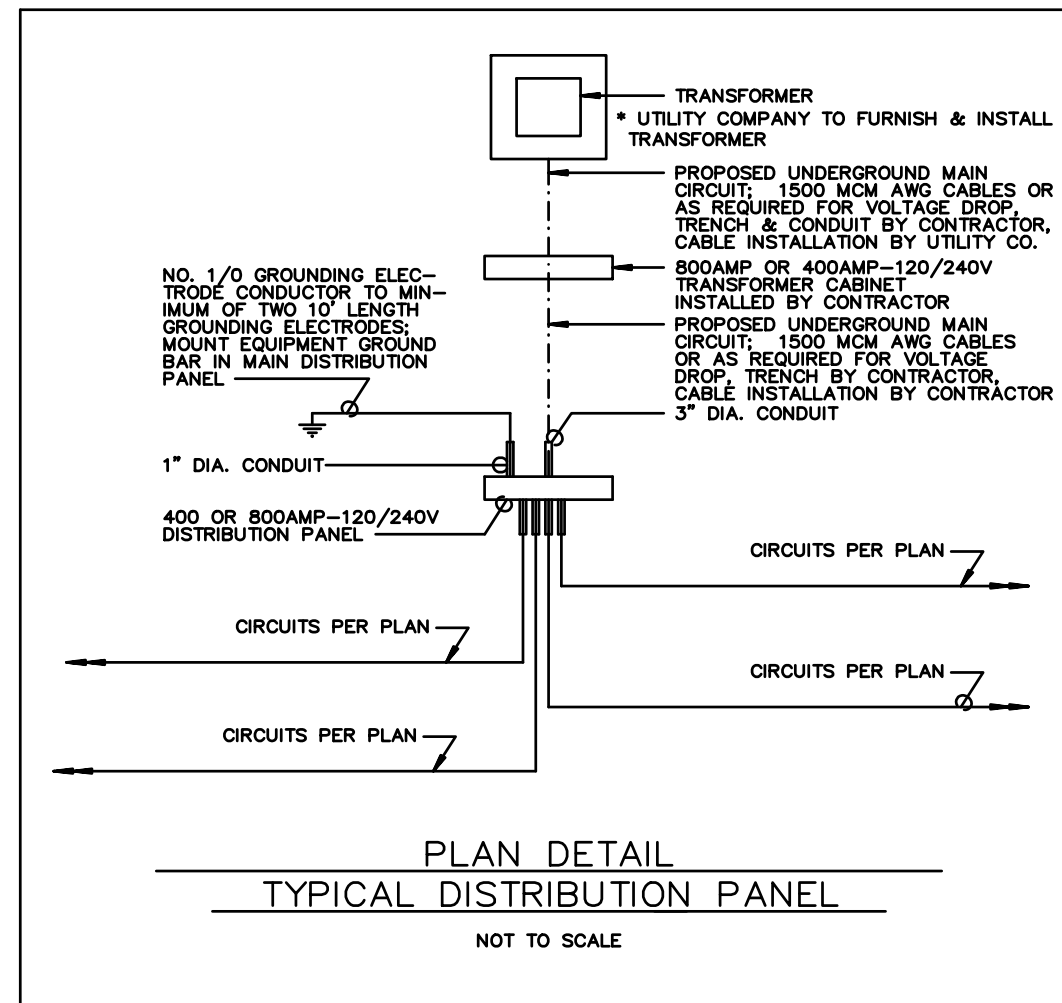 TRANSFORMER
* UTILITY COMPANY TO FURNISH & INSTALL
TRANSFORMER
PROPOSED UNDERGROUND MAIN
CIRCUIT; 1500 MCM AWG CABLES OR
AS REQUIRED FOR VOLTAGE DROP,
TRENCH & CONDUIT BY CONTRACTOR,
CABLE INSTALLATION BY UTILITY CO.
800AMP OR 400AMP-120/240V
TRANSFORMER CABINET
INSTALLED BY CONTRACTOR
PROPOSED UNDERGROUND MAIN
CIRCUIT; 1500 MCM AWG CABLES
OR AS REQUIRED FOR VOLTAGE
DROP, TRENCH BY CONTRACTOR,
CABLE INSTALLATION BY CONTRACTOR
3" DIA. CONDUIT
NO. 1/0 GROUNDING ELEC-
TRODE CONDUCTOR TO MIN-
IMUM OF TWO 10' LENGTH
GROUNDING ELECTRODES;
MOUNT EQUIPMENT GROUND
BAR IN MAIN DISTRIBUTION
PANEL
1" DIA. CONDUIT
400 OR 800AMP-120/240V
DISTRIBUTION PANEL
CIRCUITS PER PLAN
CIRCUITS PER PLAN
CIRCUITS PER PLAN
CIRCUITS PER PLAN
PLAN DETAIL
TYPICAL DISTRIBUTION PANEL
NOT TO SCALE